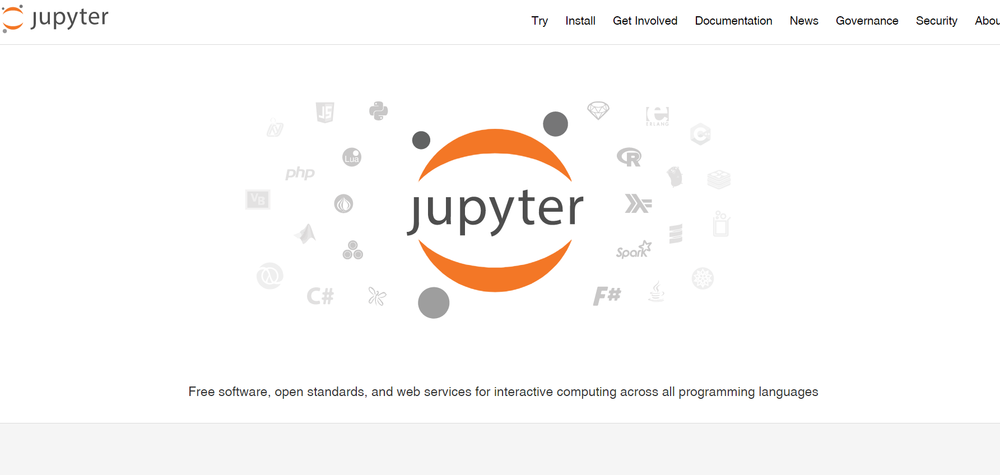 jupyter
Try Install Get Involved Documentation News Governance Security Abou
JS
ERLANG
C++
Lua
R
php
VB
jupyter
Spark
C#
F#
Free software, open standards, and web services for interactive computing across all programming languages